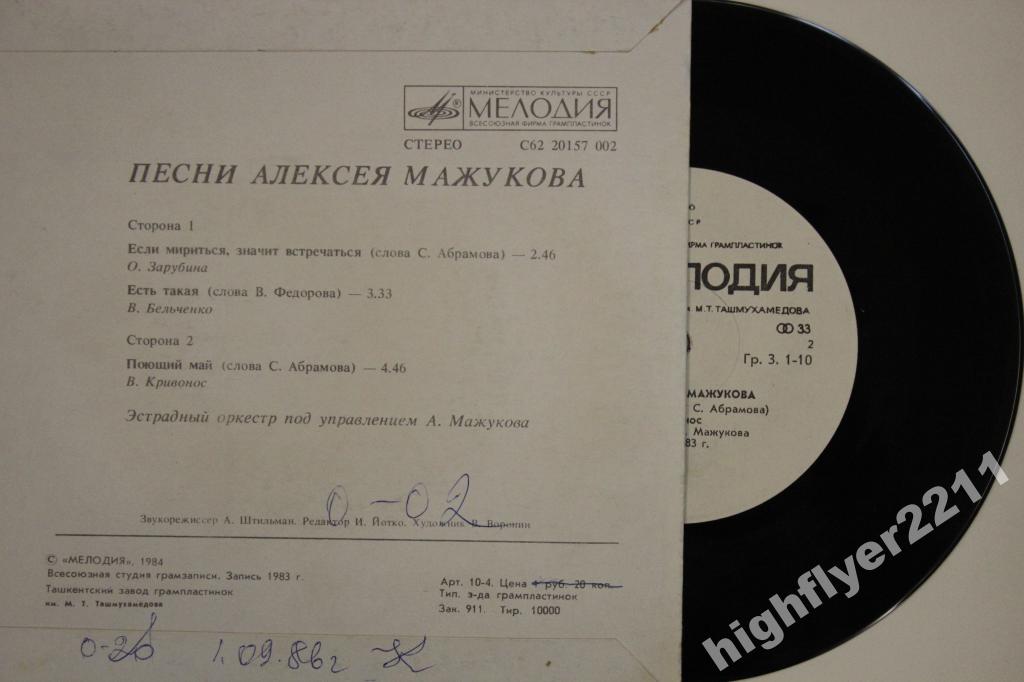 МИНИСТЕРСТВО КУЛЬТУРЫ СССР
МЕЛОДИЯ
ВСЕСОЮЗНАЯ ФИРМА ГРАМПЛАСТИНОК
СТЕРЕО С62 20157 002
ПЕСНИ АЛЕКСЕЯ МАЖУКОВА
Сторона 1
Если мириться, значит встречаться (слова С. Абрамова) — 2.46
О. Зарубина
Есть такая (слова В. Федорова) — 3.33
В. Бельченко
Сторона 2
Поющий май (слова С. Абрамова) — 4.46
В. Кривонос
Эстрадный оркестр под управлением А. Мажукова
0-02
Звукорежиссер А. Штильман. Редактор И. Йотко. Художник В. Воронин
© «МЕЛОДИЯ», 1984
Всесоюзная студия грамзаписи. Запись 1983 г.
Ташкентский завод грампластинок
им. М. Т. Ташмухамедова
Арт. 10-4. Цена 1 руб. 20 коп.
Тип. з-да грампластинок
Зак. 911. Тир. 10000
1.09.86г
О
СР
РМА ГРАМПЛАСТИНОК
ЛОДИЯ
М.Т. ТАШМУХАМЕДОВА
33
2
Гр. 3. 1-10
МАЖУКОВА
С. Абрамова)
нос
. Мажукова
83 г.
highflyer2211